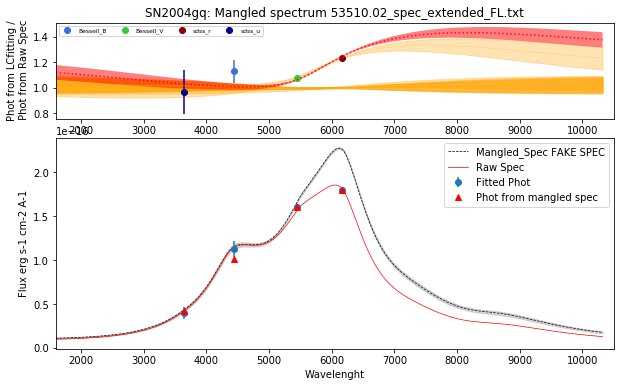 SN2004gq: Mangled spectrum 53510.02_spec_extended_FL.txt
Phot from LCfitting /
Phot from Raw Spec
1.4
1.2
1.0
0.8
Bessell_B
Bessell_V
sdss_r
sdss_u
2000 3000 4000 5000 6000 7000 8000 9000 10000
Flux erg s-1 cm-2 A-1
2.0
1.5
1.0
0.5
0.0
Mangled_Spec FAKE SPEC
Raw Spec
Fitted Phot
Phot from mangled spec
2000 3000 4000 5000 6000 7000 8000 9000 10000
Wavelenght